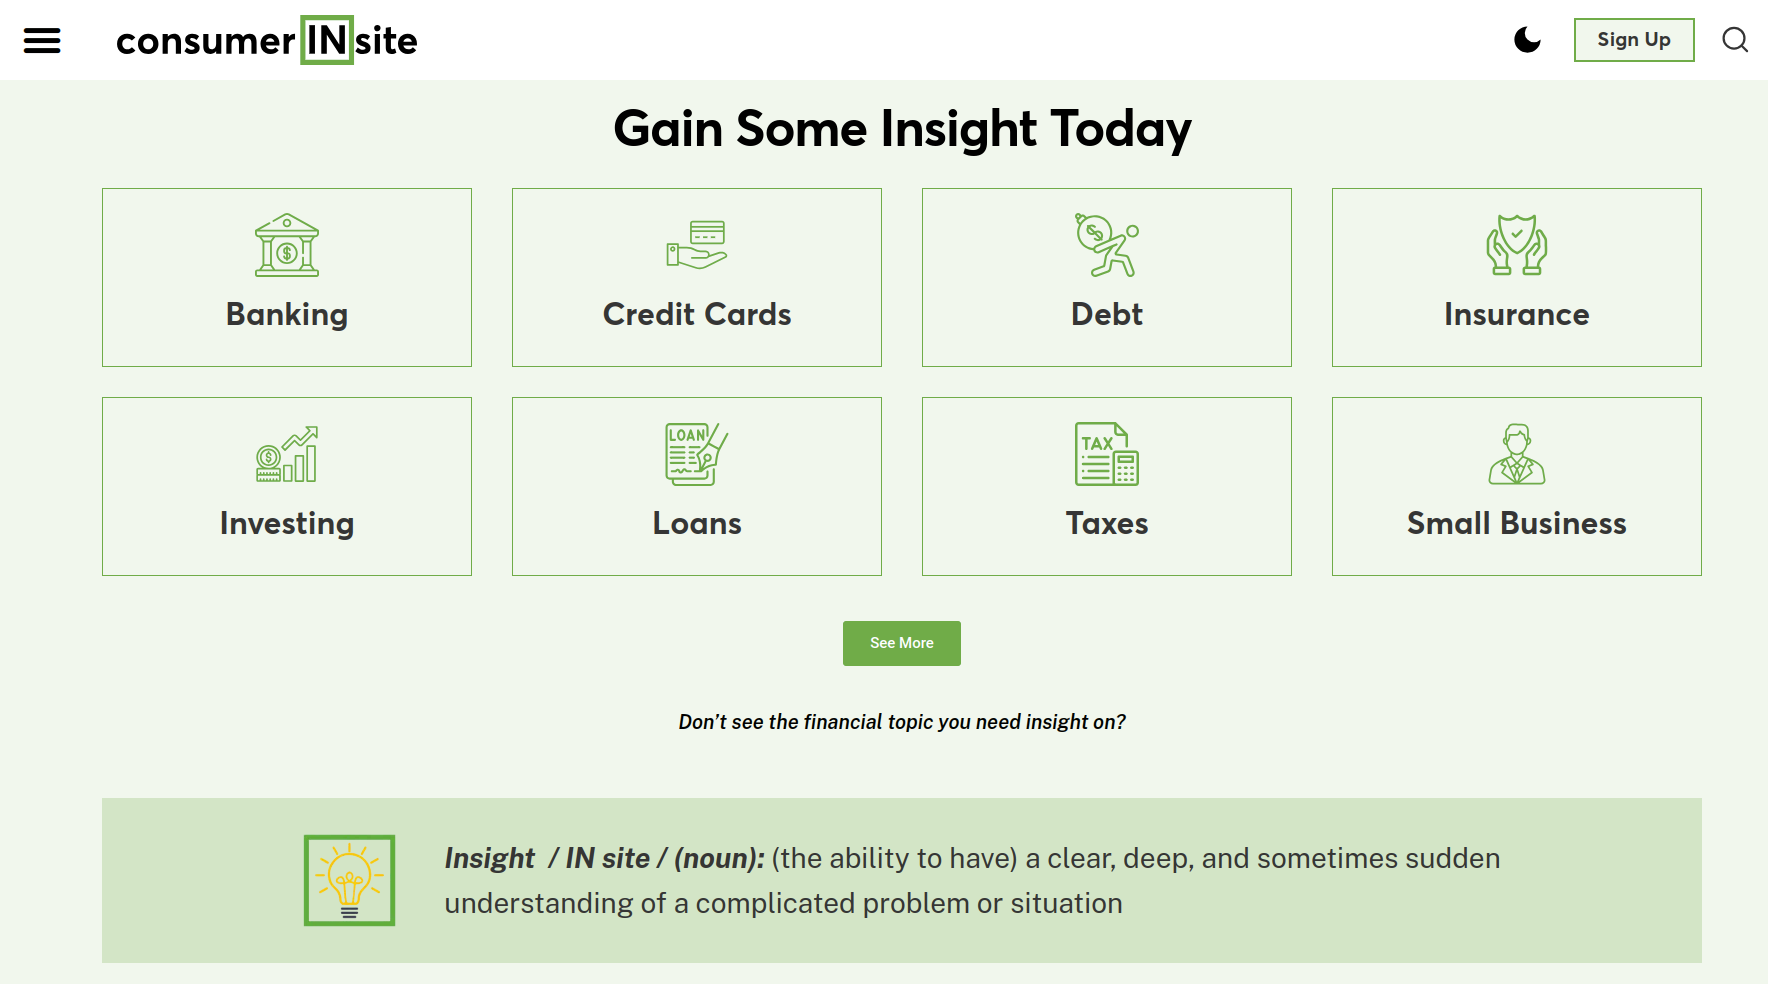 consumer INsite
Sign Up
Gain Some Insight Today
Banking
Credit Cards
Debt
Insurance
Investing
LOAN
Loans
TAX
Taxes
Small Business
See More
Don’t see the financial topic you need insight on?
Insight / IN site / (noun): (the ability to have) a clear, deep, and sometimes sudden
understanding of a complicated problem or situation